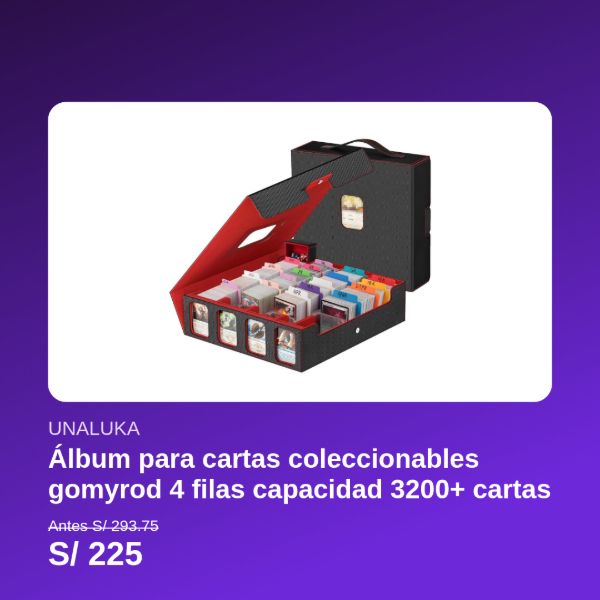 UNALUKA
Álbum para cartas coleccionables
gomyrod 4 filas capacidad 3200+ cartas
Antes S/ 293.75
S/ 225